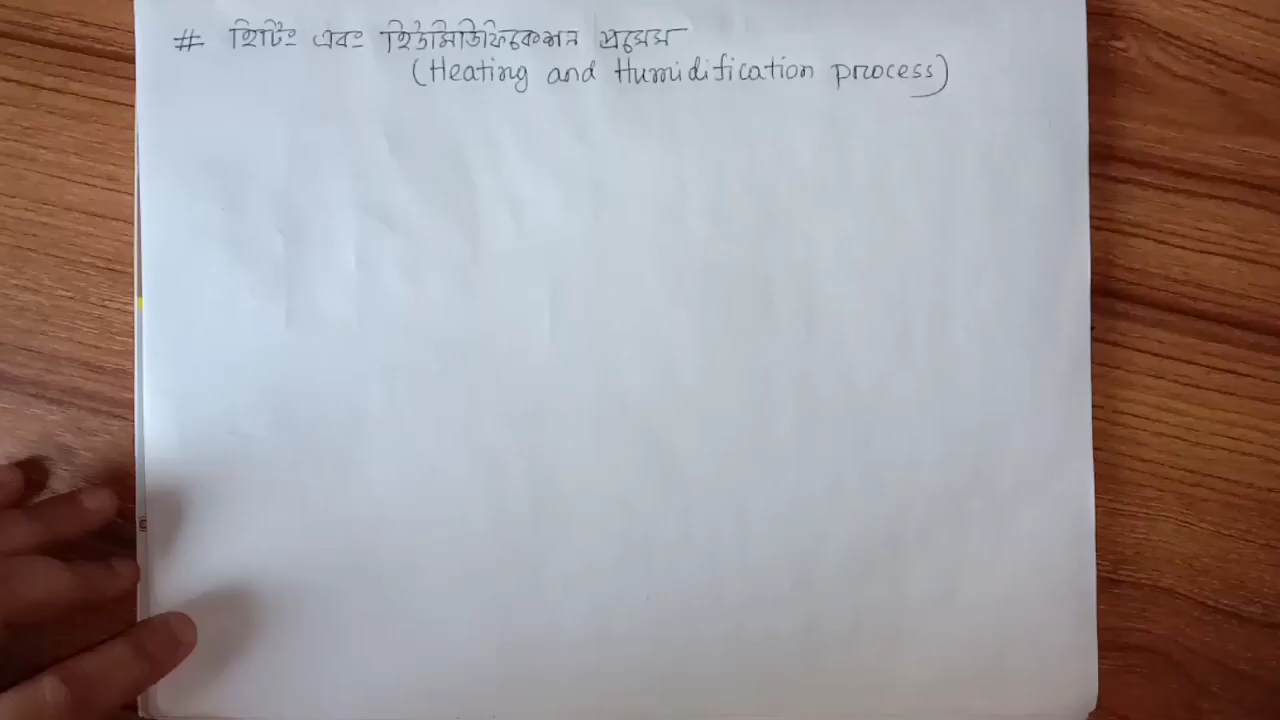 # হিটিং এবং হিউমিডিফিকেশন প্রসেস
(Heating and Humidification process)